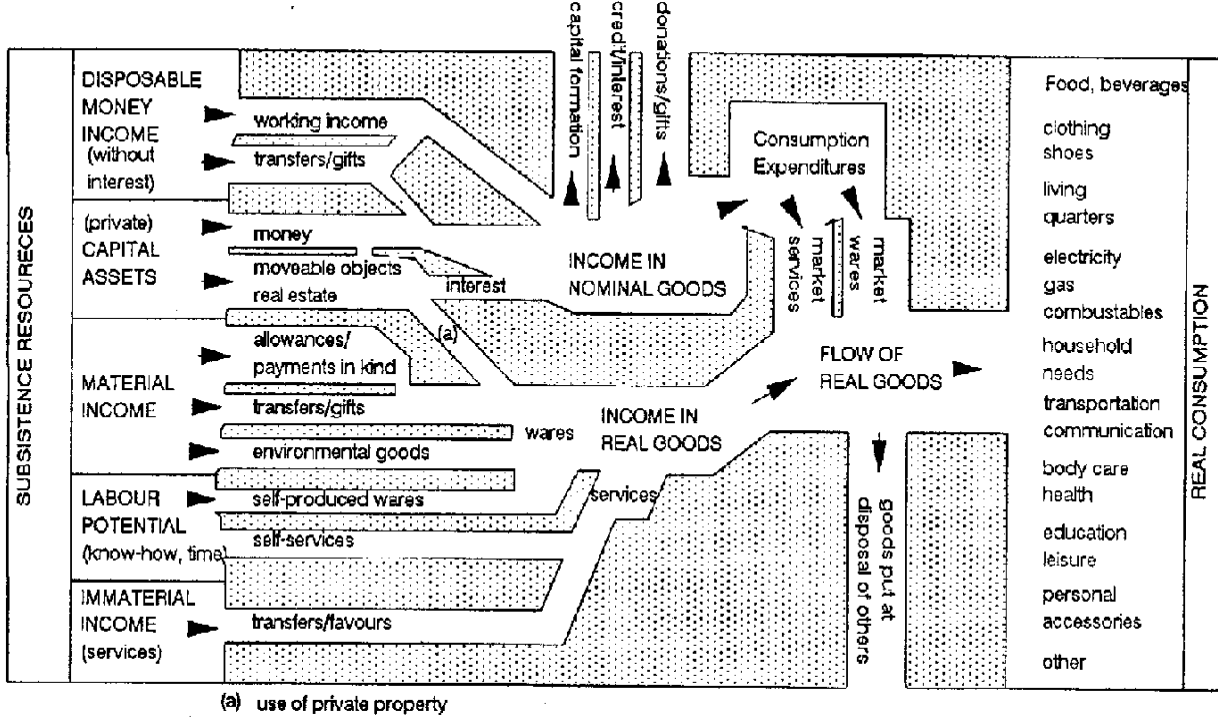 SUBSISTENCE RESOURECES
DISPOSABLE
MONEY
INCOME
(without
interest)
(private)
CAPITAL
ASSETS
MATERIAL
INCOME
LABOUR
POTENTIAL
(know-how, time)
IMMATERIAL
INCOME
(services)
working income
transfers/gifts
money
moveable objects
real estate
allowances/
payments in kind
transfers/gifts
environmental goods
self-produced wares
self-services
transfers/favours
interest
(a)
wares
services
capital formation
credit/interest
donations/gifts
INCOME IN
NOMINAL GOODS
INCOME IN
REAL GOODS
Consumption
Expenditures
market
services
market
wares
FLOW OF
REAL GOODS
goods put at
disposal of others
Food, beverages
clothing
shoes
living
quarters
electricity
gas
combustables
household
needs
transportation
communication
body care
health
education
leisure
personal
accessories
other
REAL CONSUMPTION
(a) use of private property